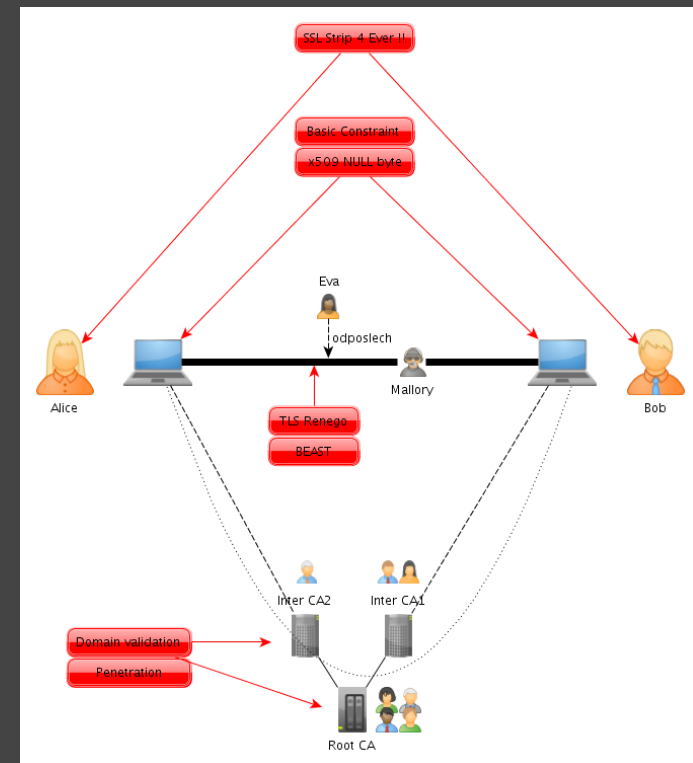 SSL Strip 4 Ever !!
Basic Constraint
x509 NULL byte
Eva
odposlech
Mallory
Alice
Bob
TLS Renego
BEAST
Inter CA2
Inter CA1
Domain validation
Penetration
Root CA